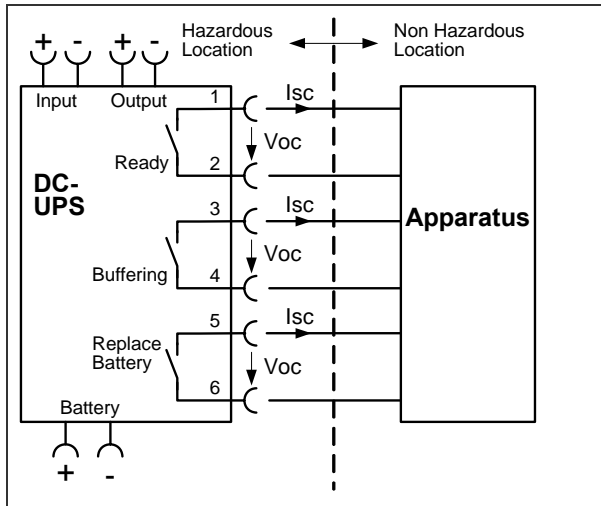 Hazardous Location
Non Hazardous Location
+ - + -
Input Output
1 Isc
Voc
Ready 2
DC-UPS
3 Isc
Apparatus
Voc
Buffering 4
5 Isc
Replace Battery
Voc
6
Battery
+ -